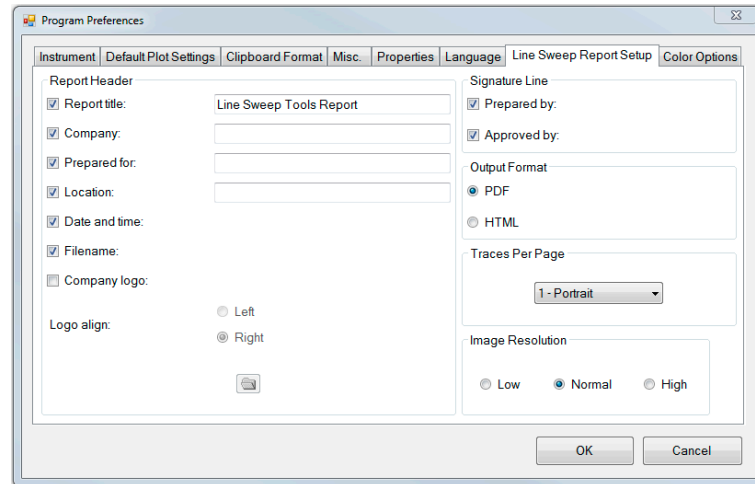 Program Preferences
Instrument
Default Plot Settings
Clipboard Format
Misc.
Properties
Language
Line Sweep Report Setup
Color Options
Report Header
Report title:
Line Sweep Tools Report
Company:
Prepared for:
Location:
Date and time:
Filename:
Company logo:
Logo align:
Left
Right
Signature Line
Prepared by:
Approved by:
Output Format
PDF
HTML
Traces Per Page
1 - Portrait
Image Resolution
Low
Normal
High
OK
Cancel